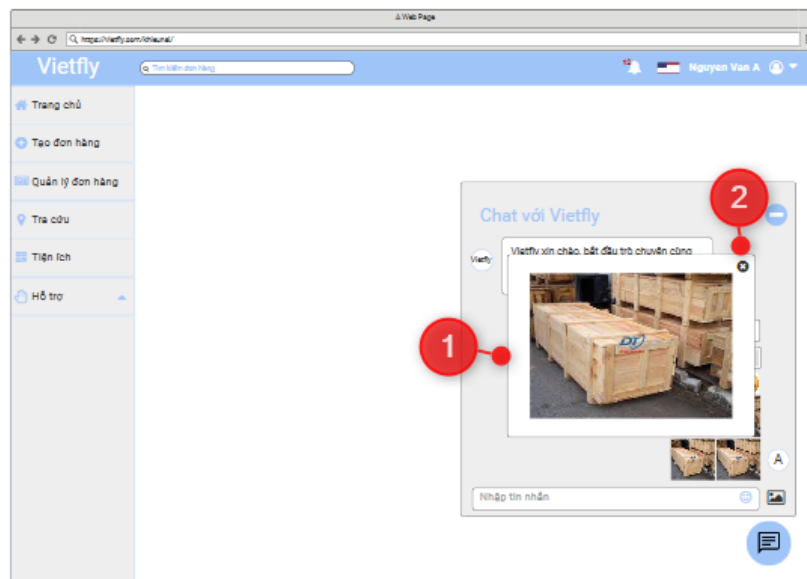 A Web Page
https://vietfly.com/khieunai/
Vietfly
Tìm kiếm đơn hàng
12
Nguyen Van A
Trang chủ
Tạo đơn hàng
Quản lý đơn hàng
Tra cứu
Tiện ích
Hỗ trợ
Chat với Vietfly
2
Vietfly
Vietfly xin chào, bắt đầu trò chuyện cùng
1
DT
A
Nhập tin nhắn